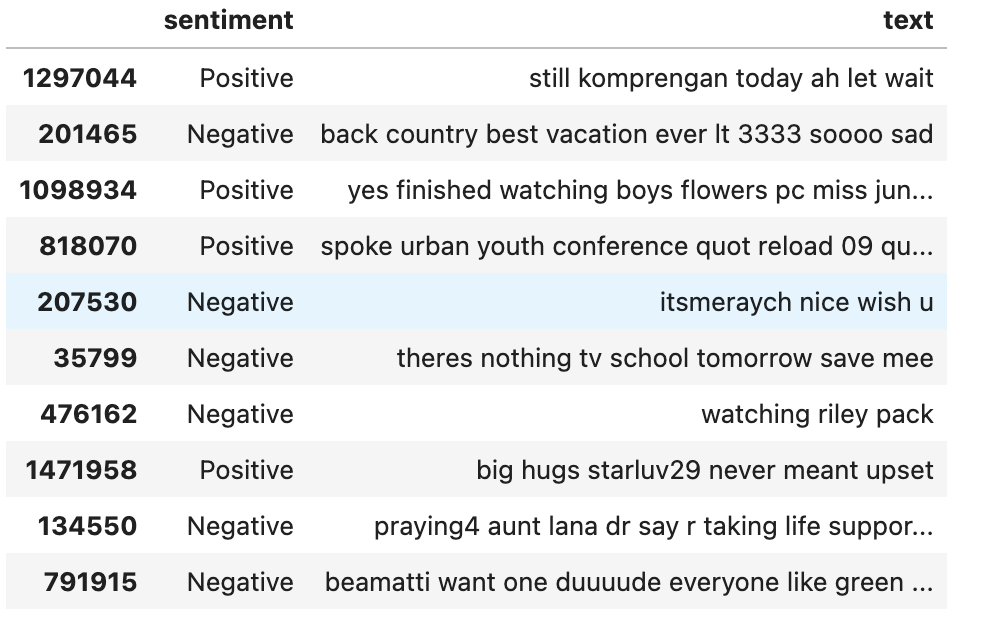 sentiment text
1297044 Positive still komprengan today ah let wait
201465 Negative back country best vacation ever lt 3333 soooo sad
1098934 Positive yes finished watching boys flowers pc miss jun...
818070 Positive spoke urban youth conference quot reload 09 qu...
207530 Negative itsmeraych nice wish u
35799 Negative theres nothing tv school tomorrow save mee
476162 Negative watching riley pack
1471958 Positive big hugs starluv29 never meant upset
134550 Negative praying4 aunt lana dr say r taking life suppor...
791915 Negative beamatti want one duuuude everyone like green ...